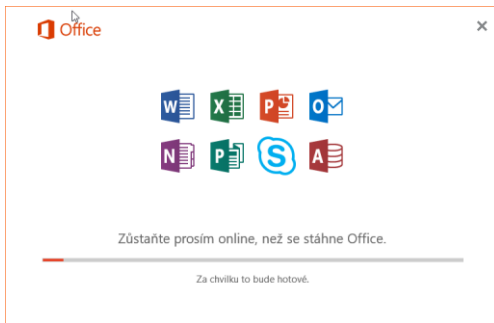 Office
W X P O
N P S A
Zůstaňte prosím online, než se stáhne Office.
Za chvilku to bude hotové.